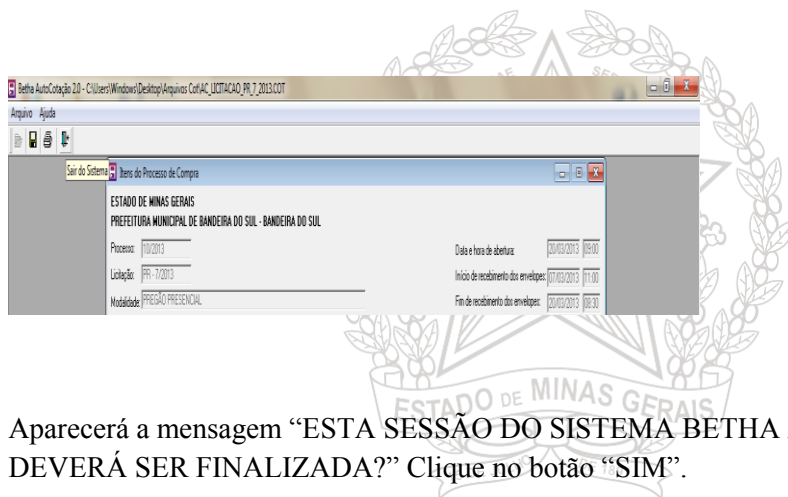 Betha AutoCotação 2.0 - C:\Users\Windows\Desktop\Arquivos Cot\AC_LICITACAO_PR_7_2013.COT
Arquivo Ajuda
Sair do Sistema
Itens do Processo de Compra
ESTADO DE MINAS GERAIS
PREFEITURA MUNICIPAL DE BANDEIRA DO SUL - BANDEIRA DO SUL
Processo: 10/2013 Data e hora de abertura: 20/03/2013 09:00
Licitação: PR - 7/2013 Início de recebimento dos envelopes: 07/03/2013 11:00
Modalidade PREGÃO PRESENCIAL Fim de recebimento dos envelopes: 20/03/2013 08:30
ESTADO DE MINAS GERAIS
Aparecerá a mensagem “ESTA SESSÃO DO SISTEMA BETHA
DEVERÁ SER FINALIZADA?” Clique no botão “SIM”.